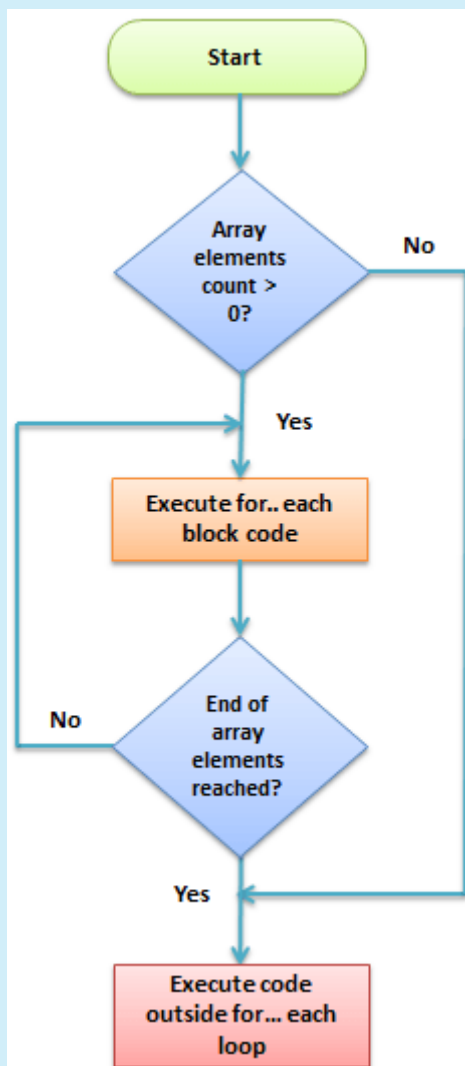 Start
Array
elements
count >
0?
No
Yes
Execute for.. each
block code
End of
array
elements
reached?
No
Yes
Execute code
outside for... each
loop